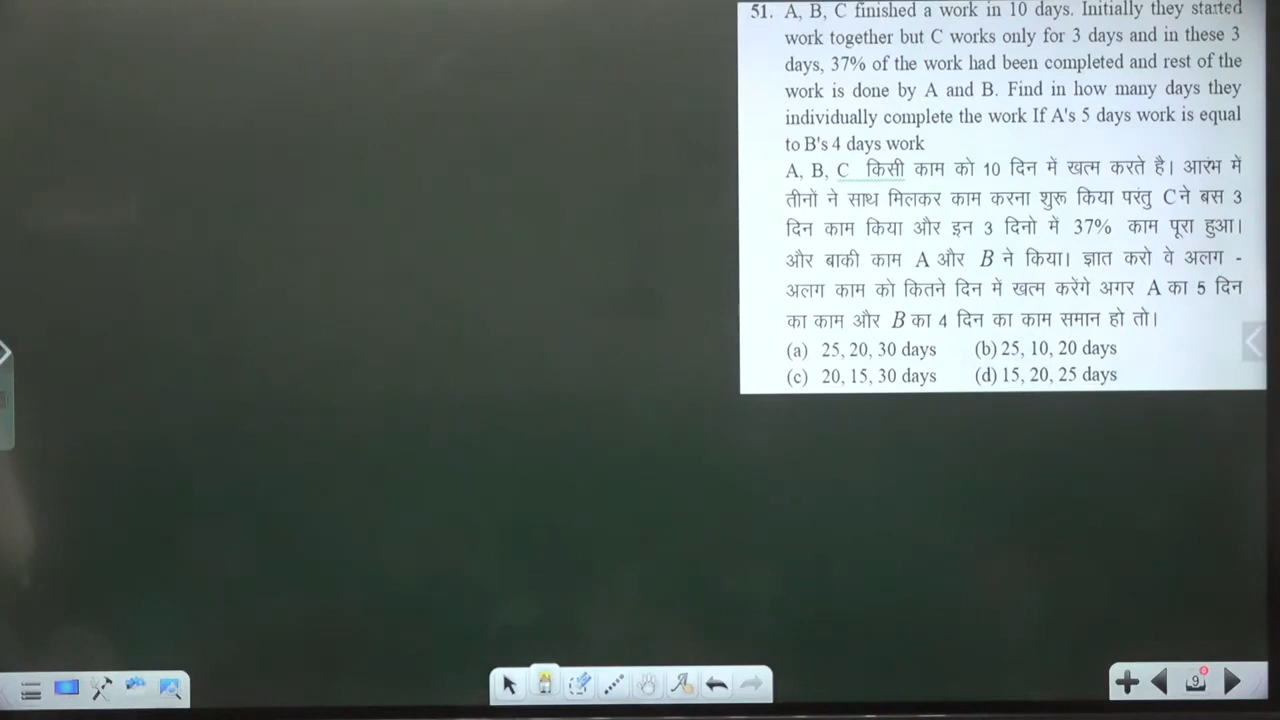 51. A, B, C finished a work in 10 days. Initially they started
work together but C works only for 3 days and in these 3
days, 37% of the work had been completed and rest of the
work is done by A and B. Find in how many days they
individually complete the work If A's 5 days work is equal
to B's 4 days work
A, B, C किसी काम को 10 दिन में खत्म करते है। आरंभ में
तीनों ने साथ मिलकर काम करना शुरू किया परंतु C ने बस 3
दिन काम किया और इन 3 दिनो में 37% काम पूरा हुआ।
और बाकी काम A और B ने किया। ज्ञात करो वे अलग -
अलग काम को कितने दिन में खत्म करेंगे अगर A का 5 दिन
का काम और B का 4 दिन का काम समान हो तो।
(a) 25, 20, 30 days (b) 25, 10, 20 days
(c) 20, 15, 30 days (d) 15, 20, 25 days
9